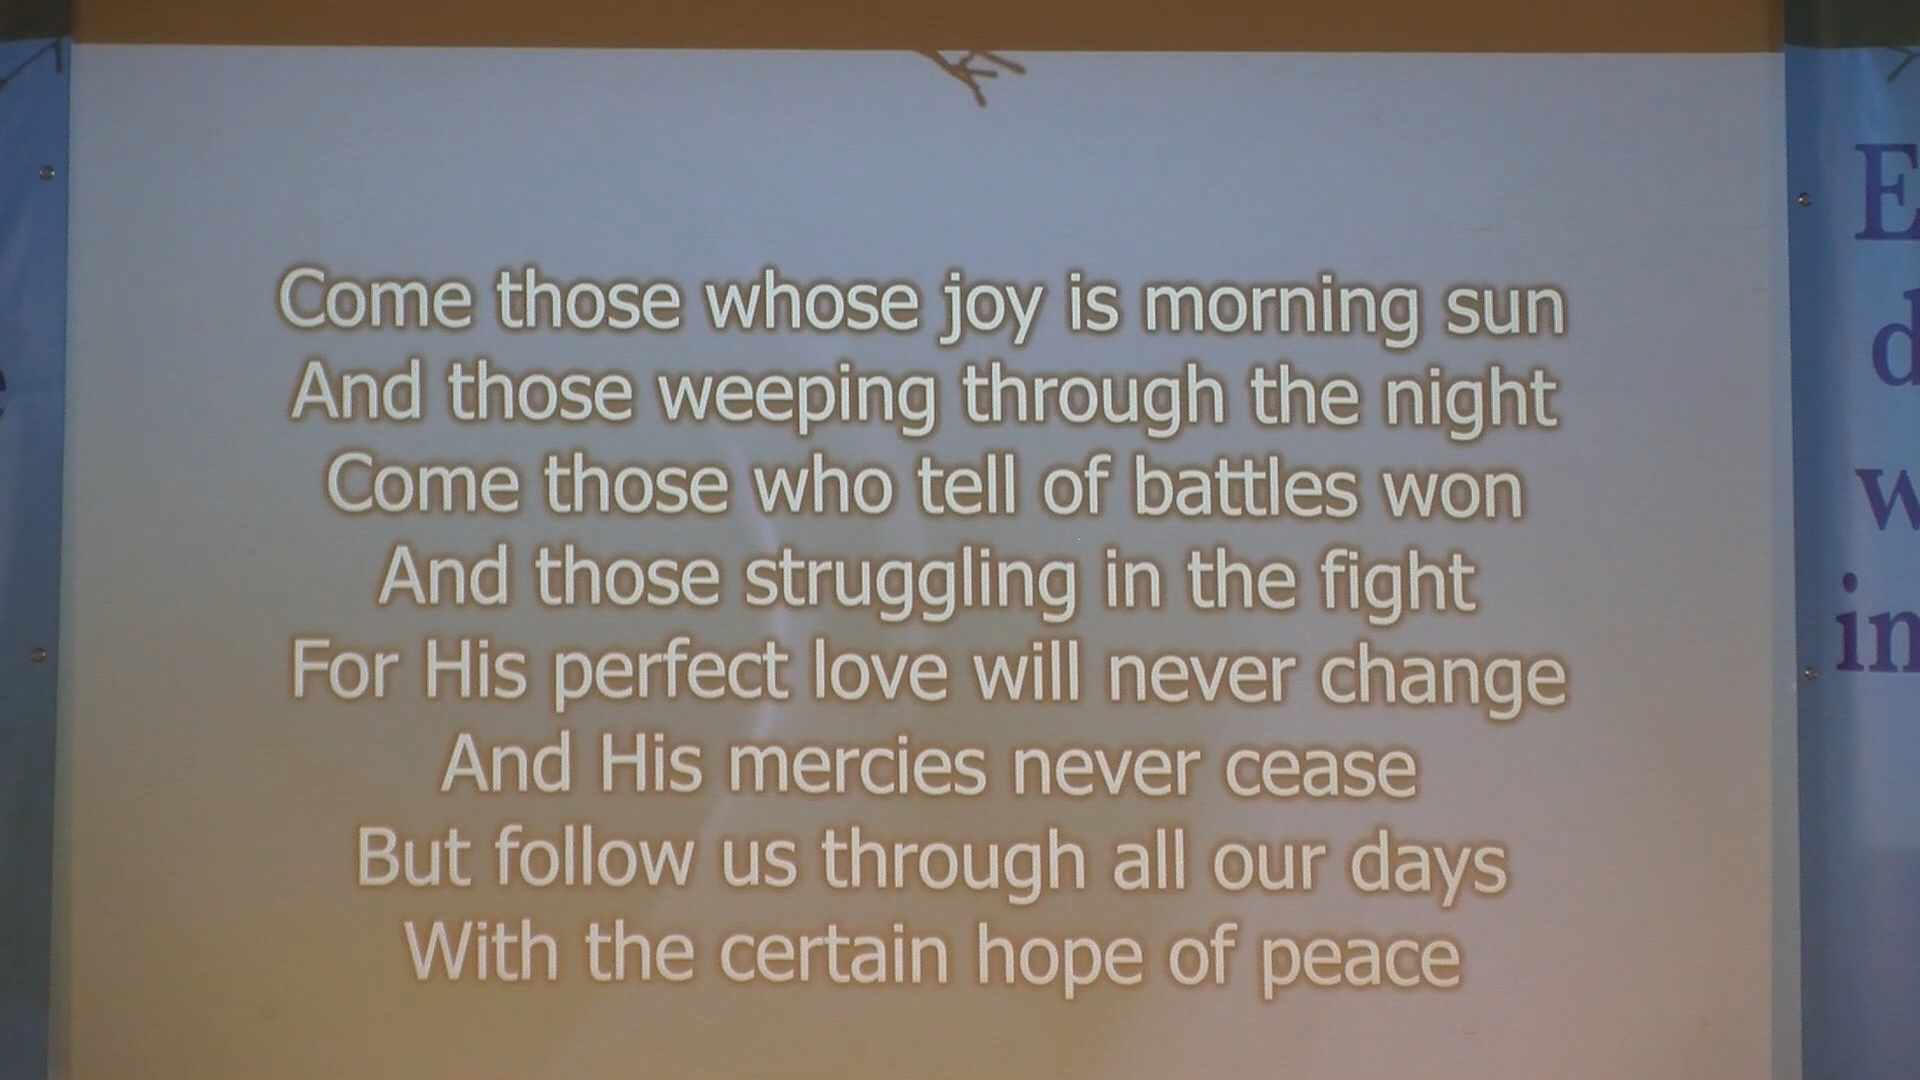 Come those whose joy is morning sun
And those weeping through the night
Come those who tell of battles won
And those struggling in the fight
For His perfect love will never change
And His mercies never cease
But follow us through all our days
With the certain hope of peace